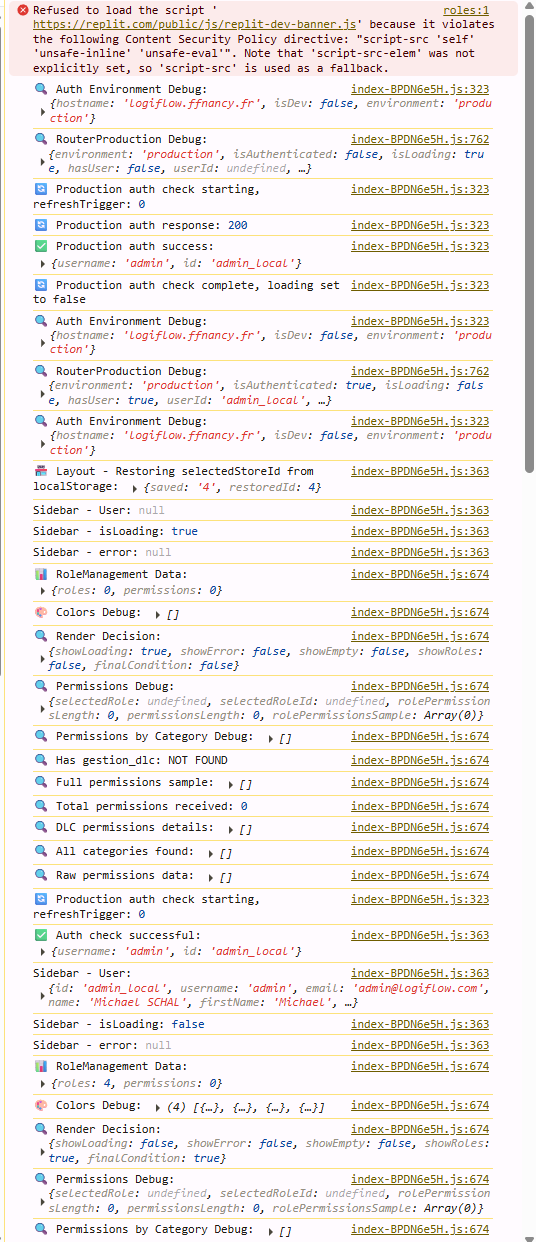 Refused to load the script ' roles:1
https://replit.com/public/js/replit-dev-banner.js' because it violates
the following Content Security Policy directive: "script-src 'self'
'unsafe-inline' 'unsafe-eval'". Note that 'script-src-elem' was not
explicitly set, so 'script-src' is used as a fallback.
🔍 Auth Environment Debug: index-BPDN6e5H.js:323
{hostname: 'logiflow.ffnancy.fr', isDev: false, environment: 'produ
ction'}
🔍 RouterProduction Debug: index-BPDN6e5H.js:762
{environment: 'production', isAuthenticated: false, isLoading: tru
e, hasUser: false, userId: undefined, …}
🔄 Production auth check starting, index-BPDN6e5H.js:323
refreshTrigger: 0
🔄 Production auth response: 200 index-BPDN6e5H.js:323
✅ Production auth success: index-BPDN6e5H.js:323
{username: 'admin', id: 'admin_local'}
🔄 Production auth check complete, loading set index-BPDN6e5H.js:323
to false
🔍 Auth Environment Debug: index-BPDN6e5H.js:323
{hostname: 'logiflow.ffnancy.fr', isDev: false, environment: 'produ
ction'}
🔍 RouterProduction Debug: index-BPDN6e5H.js:762
{environment: 'production', isAuthenticated: true, isLoading: fals
e, hasUser: true, userId: 'admin_local', …}
🔍 Auth Environment Debug: index-BPDN6e5H.js:323
{hostname: 'logiflow.ffnancy.fr', isDev: false, environment: 'produ
ction'}
🏪 Layout - Restoring selectedStoreId from index-BPDN6e5H.js:363
localStorage: {saved: '4', restoredId: 4}
Sidebar - User: null index-BPDN6e5H.js:363
Sidebar - isLoading: true index-BPDN6e5H.js:363
Sidebar - error: null index-BPDN6e5H.js:363
📊 RoleManagement Data: index-BPDN6e5H.js:674
{roles: 0, permissions: 0}
🎨 Colors Debug: [] index-BPDN6e5H.js:674
🔍 Render Decision: index-BPDN6e5H.js:674
{showLoading: true, showError: false, showEmpty: false, showRoles:
false, finalCondition: false}
🔍 Permissions Debug: index-BPDN6e5H.js:674
{selectedRole: undefined, selectedRoleId: undefined, rolePermission
sLength: 0, permissionsLength: 0, rolePermissionsSample: Array(0)}
🔍 Permissions by Category Debug: [] index-BPDN6e5H.js:674
🔍 Has gestion_dlc: NOT FOUND index-BPDN6e5H.js:674
🔍 Full permissions sample: [] index-BPDN6e5H.js:674
🔍 Total permissions received: 0 index-BPDN6e5H.js:674
🔍 DLC permissions details: [] index-BPDN6e5H.js:674
🔍 All categories found: [] index-BPDN6e5H.js:674
🔍 Raw permissions data: [] index-BPDN6e5H.js:674
🔄 Production auth check starting, index-BPDN6e5H.js:323
refreshTrigger: 0
✅ Auth check successful: index-BPDN6e5H.js:363
{username: 'admin', id: 'admin_local'}
Sidebar - User: index-BPDN6e5H.js:363
{id: 'admin_local', username: 'admin', email: 'admin@logiflow.com',
name: 'Michael SCHAL', firstName: 'Michael', …}
Sidebar - isLoading: false index-BPDN6e5H.js:363
Sidebar - error: null index-BPDN6e5H.js:363
📊 RoleManagement Data: index-BPDN6e5H.js:674
{roles: 4, permissions: 0}
🎨 Colors Debug: (4) [{…}, {…}, {…}, {…}] index-BPDN6e5H.js:674
🔍 Render Decision: index-BPDN6e5H.js:674
{showLoading: false, showError: false, showEmpty: false, showRoles:
true, finalCondition: true}
🔍 Permissions Debug: index-BPDN6e5H.js:674
{selectedRole: undefined, selectedRoleId: undefined, rolePermission
sLength: 0, permissionsLength: 0, rolePermissionsSample: Array(0)}
🔍 Permissions by Category Debug: [] index-BPDN6e5H.js:674